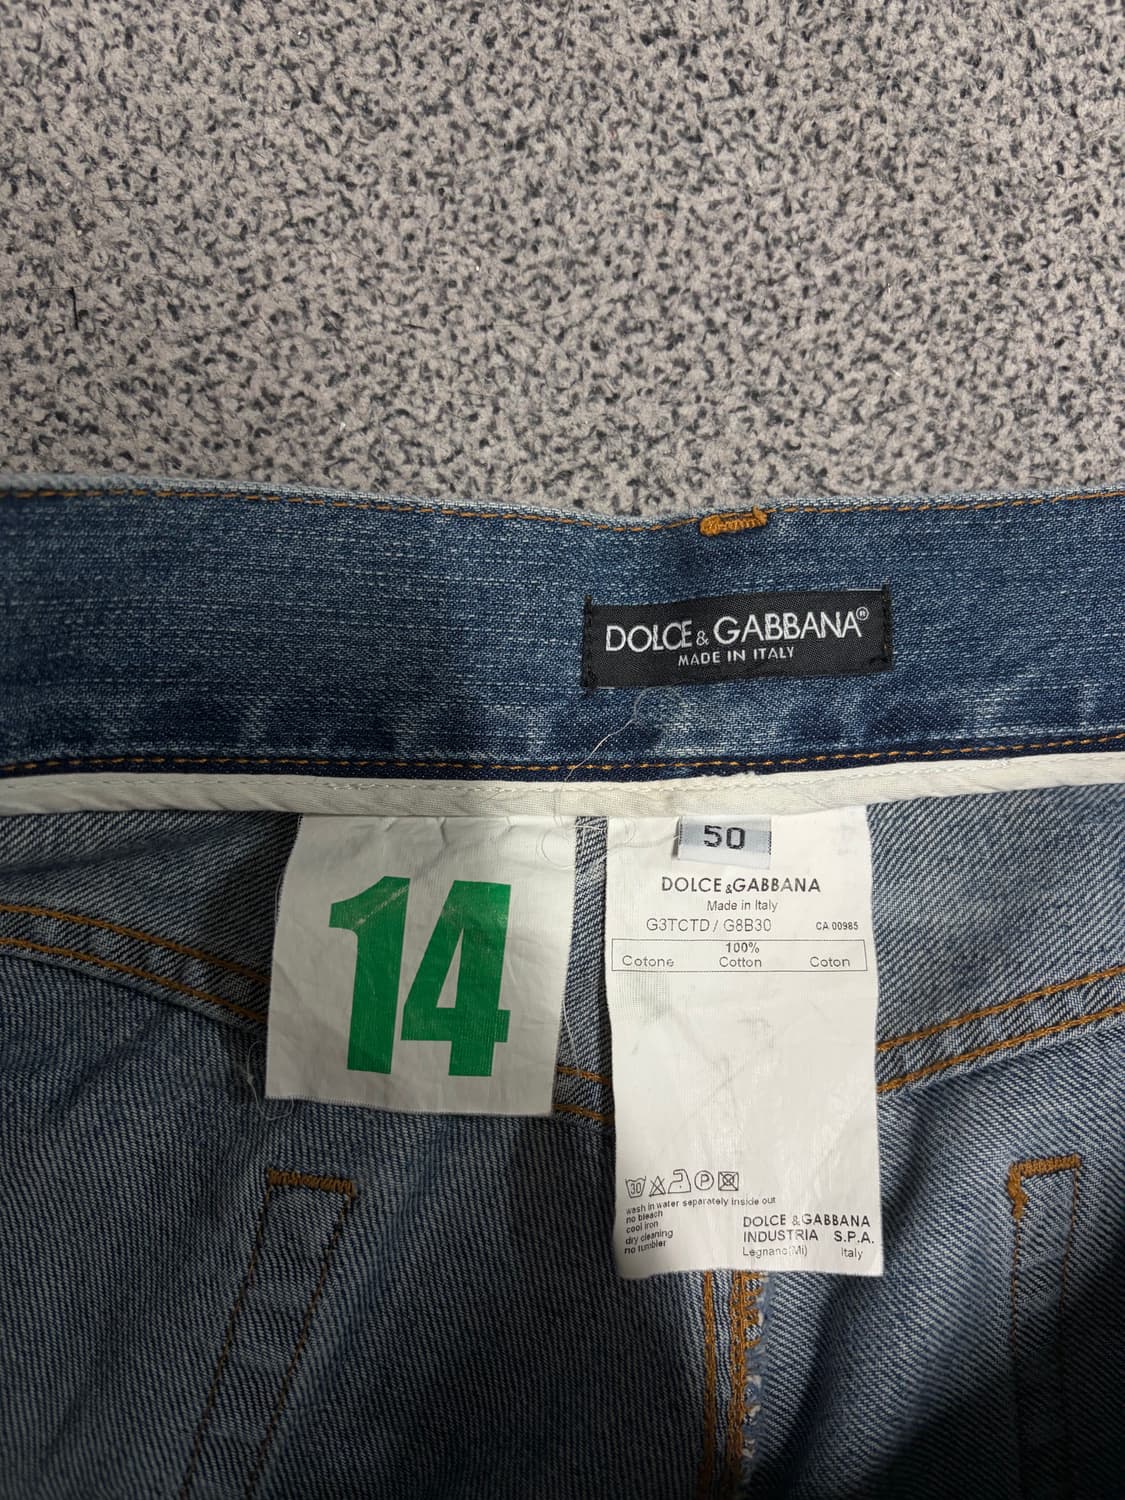 DOLCE & GABBANA®
MADE IN ITALY
14
50
DOLCE & GABBANA
Made in Italy
G3TCTD / G8B30 CA 00985
100%
Cotone Cotton Coton
30 P
wash in water separately inside out
no bleach
cool iron
dry cleaning
no tumbler
DOLCE & GABBANA
INDUSTRIA S.P.A.
Legnano(Mi) Italy